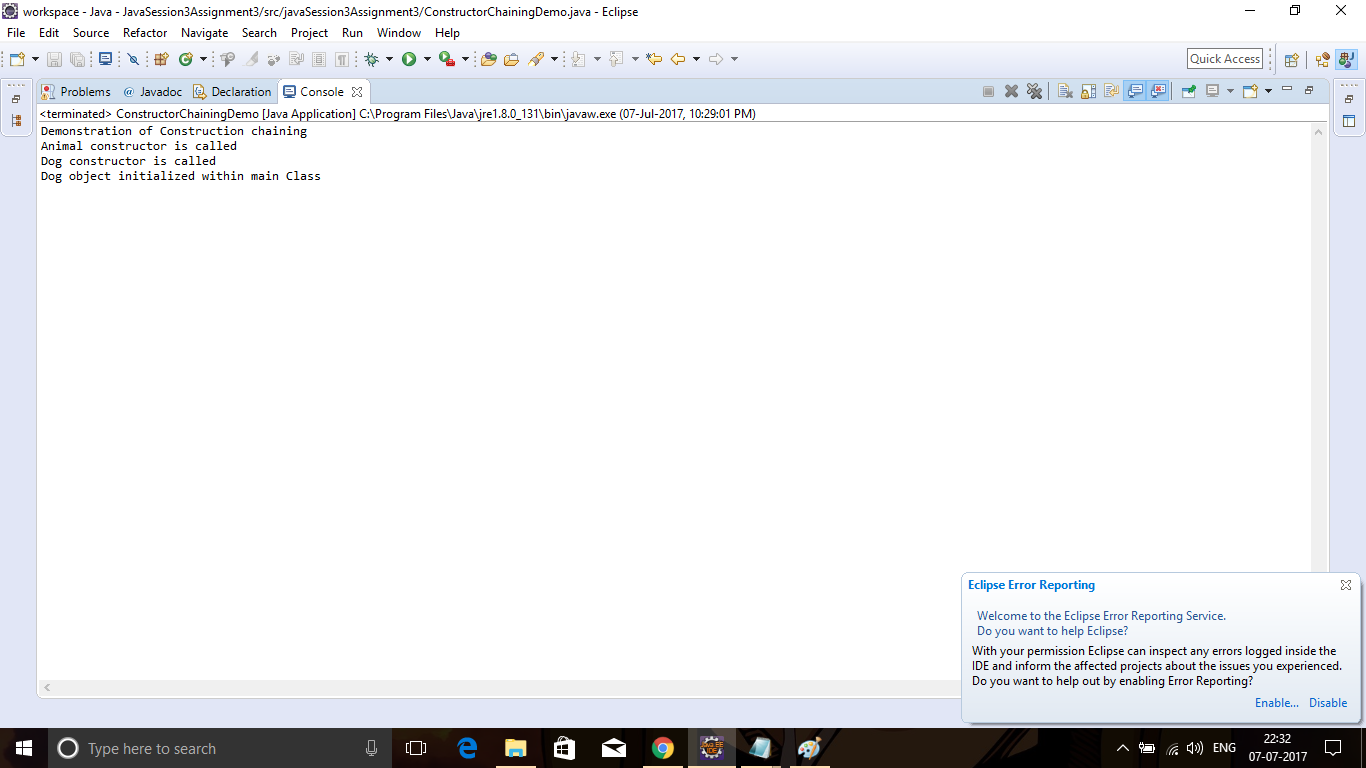 workspace - Java - JavaSession3Assignment3/src/javaSession3Assignment3/ConstructorChainingDemo.java - Eclipse
File Edit Source Refactor Navigate Search Project Run Window Help
Quick Access
Problems @ Javadoc Declaration Console
<terminated> ConstructorChainingDemo [Java Application] C:\Program Files\Java\jre1.8.0_131\bin\javaw.exe (07-Jul-2017, 10:29:01 PM)
Demonstration of Construction chaining
Animal constructor is called
Dog constructor is called
Dog object initialized within main Class
Eclipse Error Reporting
Welcome to the Eclipse Error Reporting Service.
Do you want to help Eclipse?
With your permission Eclipse can inspect any errors logged inside the
IDE and inform the affected projects about the issues you experienced.
Do you want to help out by enabling Error Reporting?
Enable... Disable
Type here to search
Java EE
IDE
ENG
22:32
07-07-2017